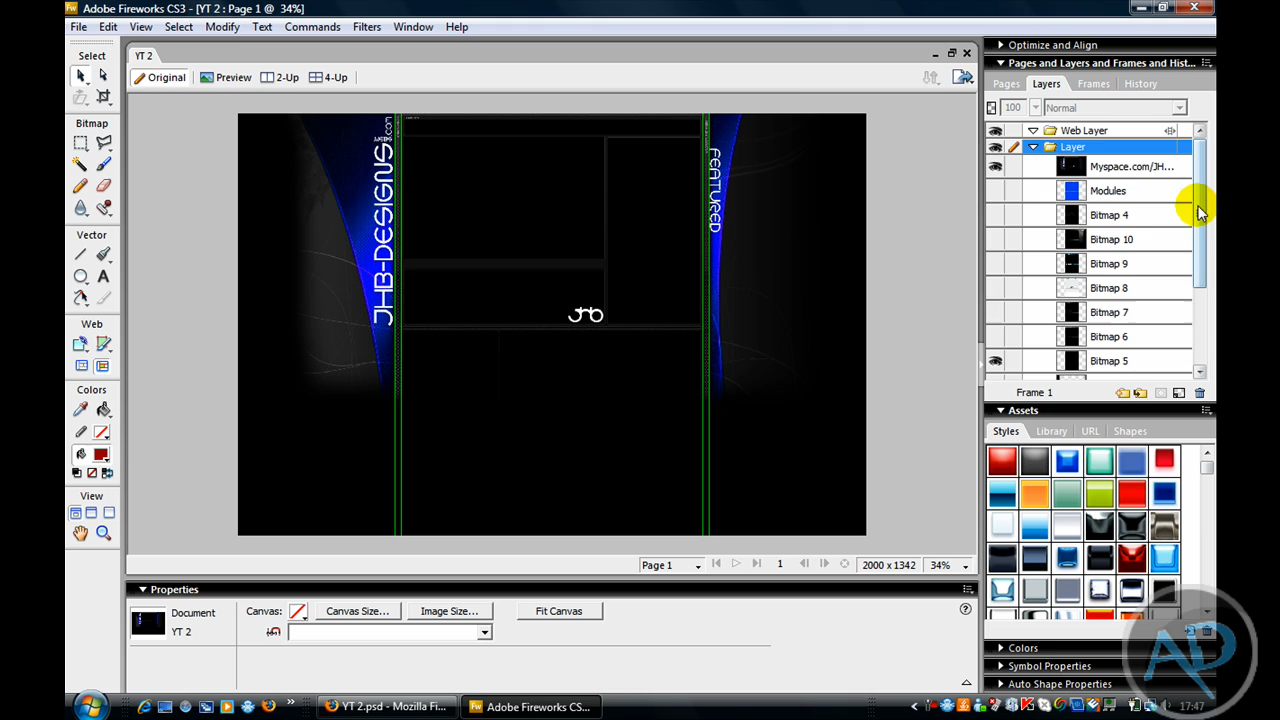 Adobe Fireworks CS3 - [YT 2 : Page 1 @ 34%]
File Edit View Select Modify Text Commands Filters Window Help
Select
Bitmap
Vector
Web
Colors
View
YT 2
Original Preview 2-Up 4-Up
JHB-DESIGNS
.COM
FEATURED
JHB
Page 1 1 2000 x 1342 34%
Properties
Document
YT 2
Canvas: Canvas Size... Image Size... Fit Canvas
Optimize and Align
Pages and Layers and Frames and Hist...
Pages Layers Frames History
100 Normal
Web Layer
Layer
Myspace.com/JH...
Modules
Bitmap 4
Bitmap 10
Bitmap 9
Bitmap 8
Bitmap 7
Bitmap 6
Bitmap 5
Frame 1
Assets
Styles Library URL Shapes
Colors
Symbol Properties
Auto Shape Properties
AP
YT 2.psd - Mozilla Fi... Adobe Fireworks CS... 17:47